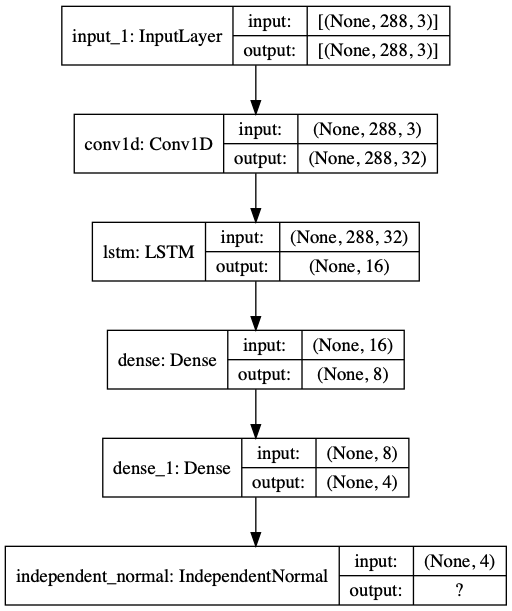 input_1: InputLayer
input: [(None, 288, 3)]
output: [(None, 288, 3)]
conv1d: Conv1D
input: (None, 288, 3)
output: (None, 288, 32)
lstm: LSTM
input: (None, 288, 32)
output: (None, 16)
dense: Dense
input: (None, 16)
output: (None, 8)
dense_1: Dense
input: (None, 8)
output: (None, 4)
independent_normal: IndependentNormal
input: (None, 4)
output: ?